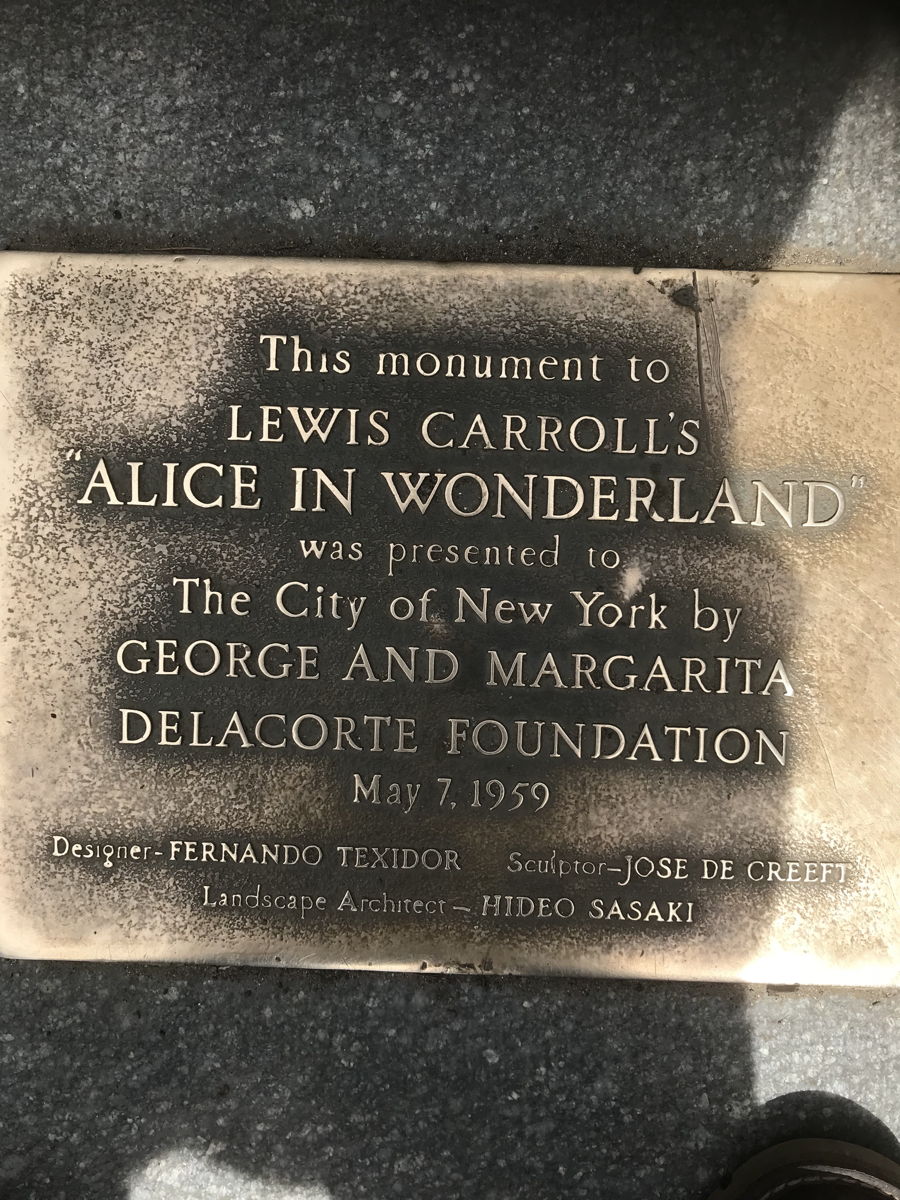 This monument to
LEWIS CARROLL'S
"ALICE IN WONDERLAND"
was presented to
The City of New York by
GEORGE AND MARGARITA
DELACORTE FOUNDATION
May 7, 1959
Designer-FERNANDO TEXIDOR Sculptor-JOSE DE CREEFT
Landscape Architect - HIDEO SASAKI